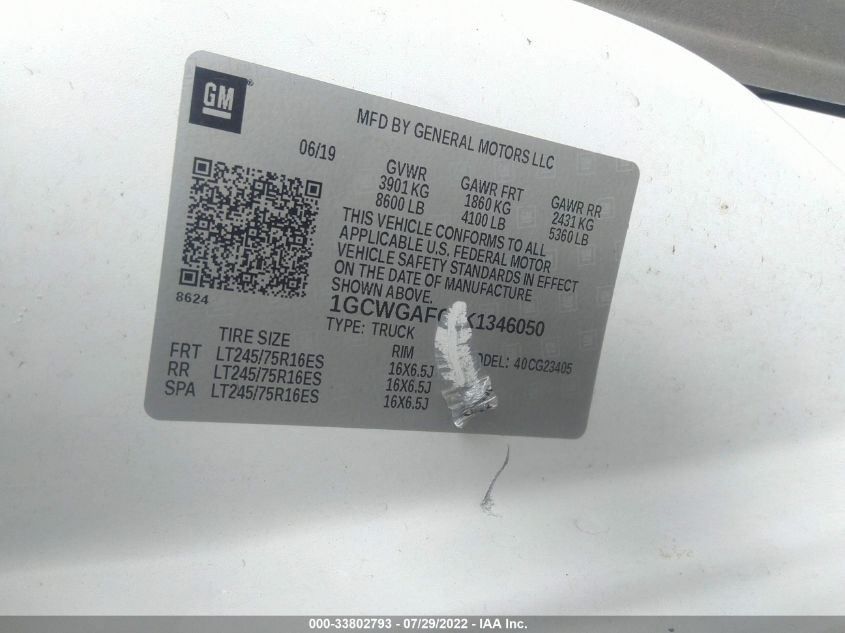 GM
MFD BY GENERAL MOTORS LLC
06/19
GVWR
3901 KG
8600 LB
GAWR FRT
1860 KG
4100 LB
GAWR RR
2431 KG
5360 LB
THIS VEHICLE CONFORMS TO ALL
APPLICABLE U.S. FEDERAL MOTOR
VEHICLE SAFETY STANDARDS IN EFFECT
ON THE DATE OF MANUFACTURE
SHOWN ABOVE.
8624
1346050
TYPE: TRUCK
40CG23405
TIRE SIZE
RIM
FRT LT245/75R16ES 16X6.5J
RR LT245/75R16ES 16X6.5J
SPA LT245/75R16ES 16X6.5J
000-33802793 - 07/29/2022 - IAA Inc.